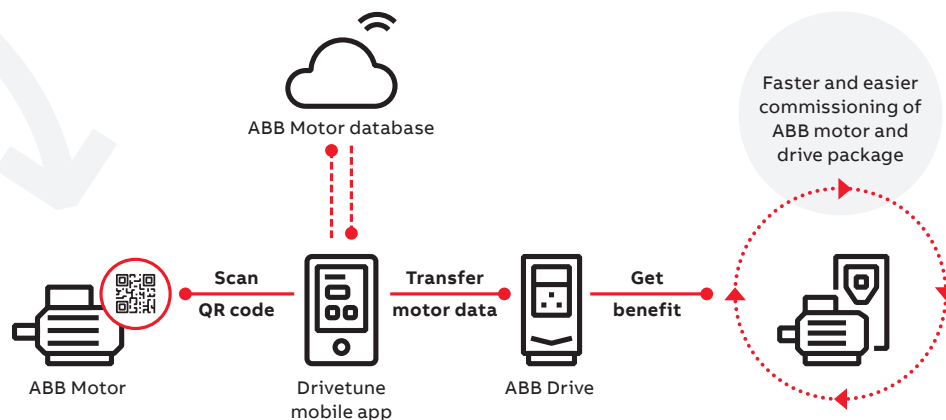 ABB Motor database
Faster and easier
commissioning of
ABB motor and
drive package
Scan
QR code
Transfer
motor data
Get
benefit
ABB Motor
Drivetune
mobile app
ABB Drive